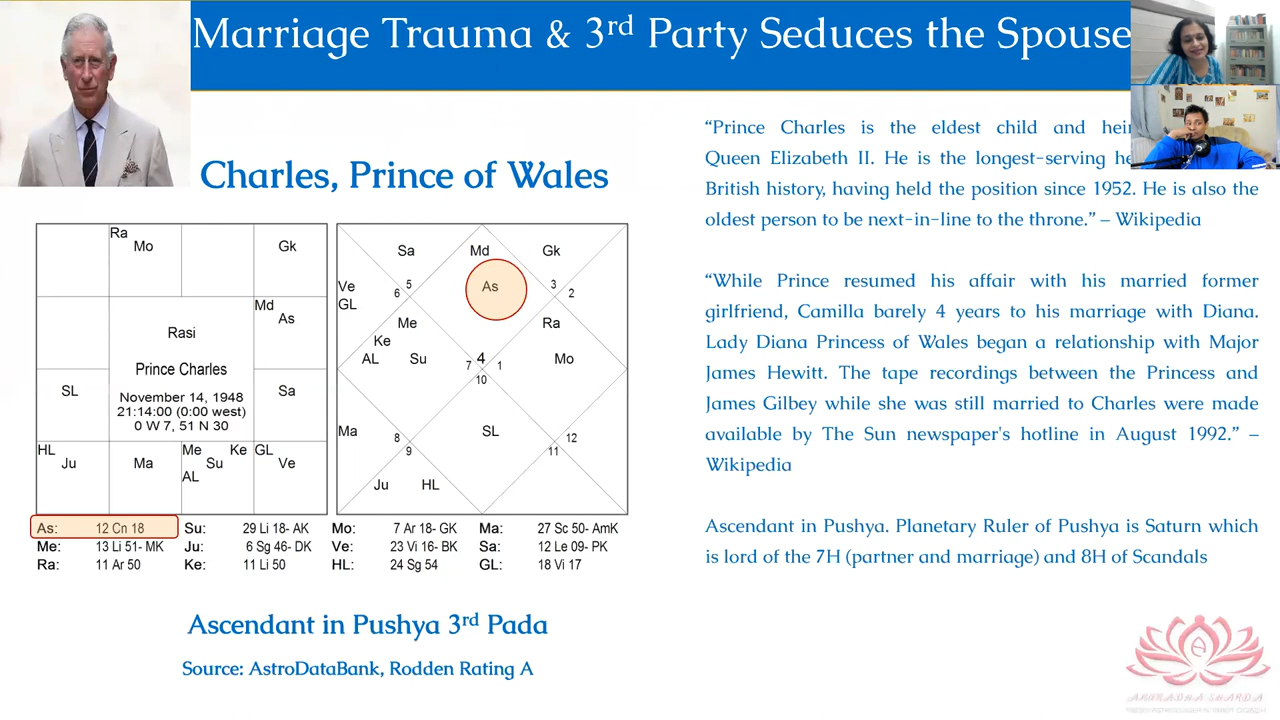 Marriage Trauma & 3rd Party Seduces the Spouse
Charles, Prince of Wales
Ra
Mo
Gk
Md
As
Rasi
Prince Charles
November 14, 1948
21:14:00 (0:00 west)
0 W 7, 51 N 30
SL
Sa
HL
Ju
Ma
Me Ke
Su
AL
GL
Ve
Sa
Md
Gk
Ve
GL
5
6
As
3
2
Me
Ke
AL
Su
Ra
Mo
7 4 1
10
Ma
8
9
SL
12
11
Ju HL
As: 12 Cn 18 Su: 29 Li 18- AK Mo: 7 Ar 18- GK Ma: 27 Sc 50- AmK
Me: 13 Li 51- MK Ju: 6 Sg 46- DK Ve: 23 Vi 16- BK Sa: 12 Le 09- PK
Ra: 11 Ar 50 Ke: 11 Li 50 HL: 24 Sg 54 GL: 18 Vi 17
Ascendant in Pushya 3rd Pada
Source: AstroDataBank, Rodden Rating A
“Prince Charles is the eldest child and
Queen Elizabeth II. He is the longest-serving
British history, having held the position since 1952. He is also the
oldest person to be next-in-line to the throne.” – Wikipedia
“While Prince resumed his affair with his married former
girlfriend, Camilla barely 4 years to his marriage with Diana.
Lady Diana Princess of Wales began a relationship with Major
James Hewitt. The tape recordings between the Princess and
James Gilbey while she was still married to Charles were made
available by The Sun newspaper's hotline in August 1992.” –
Wikipedia
Ascendant in Pushya. Planetary Ruler of Pushya is Saturn which
is lord of the 7H (partner and marriage) and 8H of Scandals
ANURADHA SHARDA